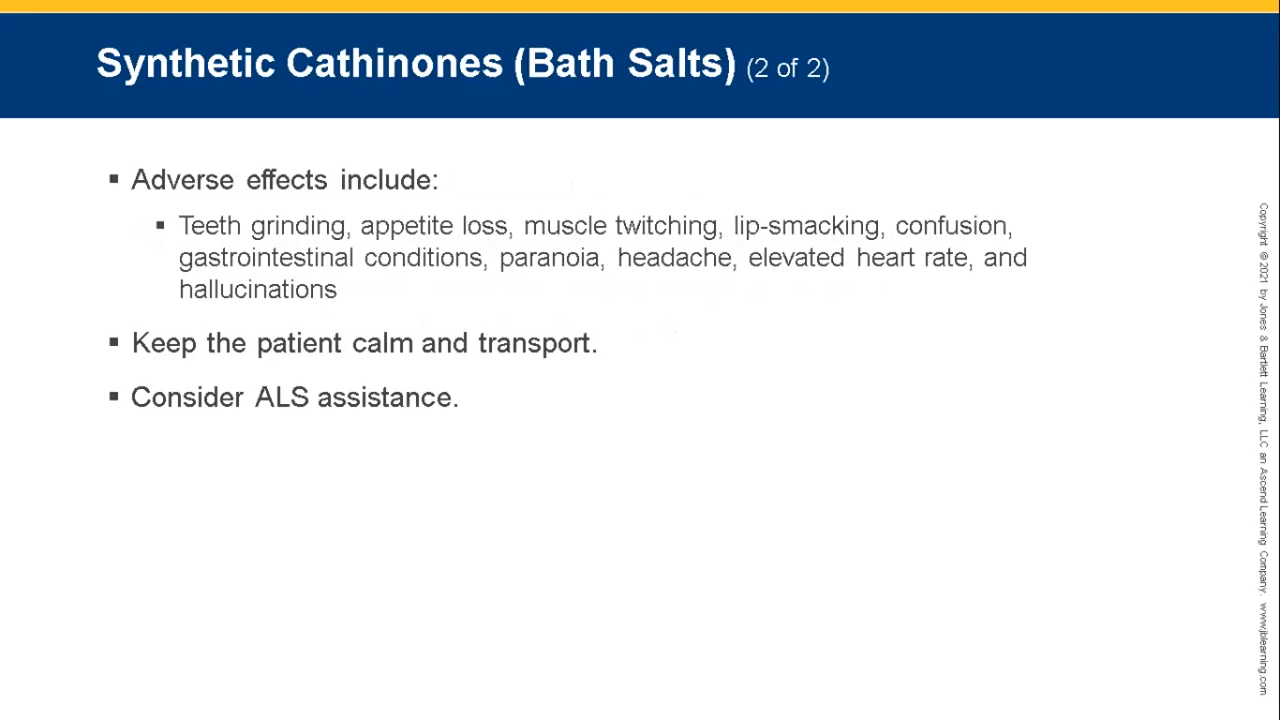 Synthetic Cathinones (Bath Salts) (2 of 2)
▪ Adverse effects include:
▪ Teeth grinding, appetite loss, muscle twitching, lip-smacking, confusion,
gastrointestinal conditions, paranoia, headache, elevated heart rate, and
hallucinations
▪ Keep the patient calm and transport.
▪ Consider ALS assistance.
Copyright ©2021 by Jones & Bartlett Learning, LLC an Ascend Learning Company. www.jblearning.com